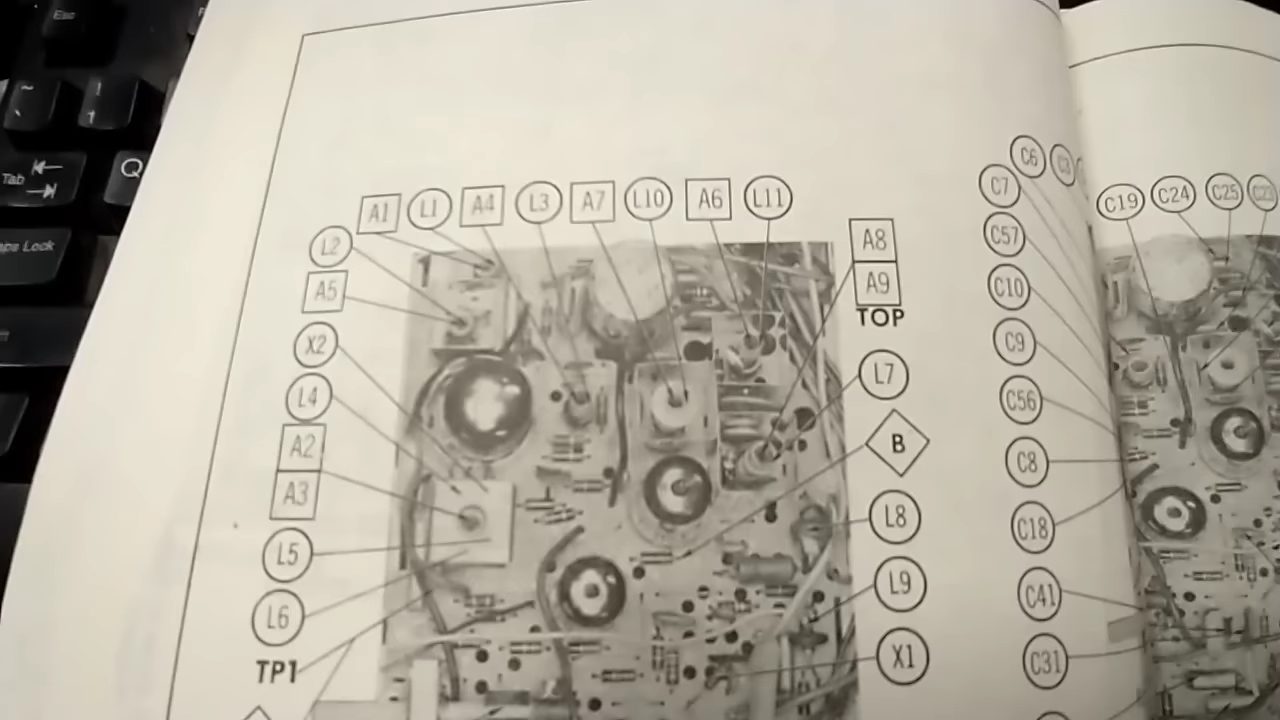 Esc
Tab
Q
Caps Lock
A1 L1 A4 L3 A7 L10 A6 L11
L2
A5
X2
L4
A2
A3
L5
L6
TP1
A8
A9
TOP
L7
B
L8
L9
X1
C6 C3
C7
C57
C10
C9
C56
C8
C18
C41
C31
C19 C24 C25 C23